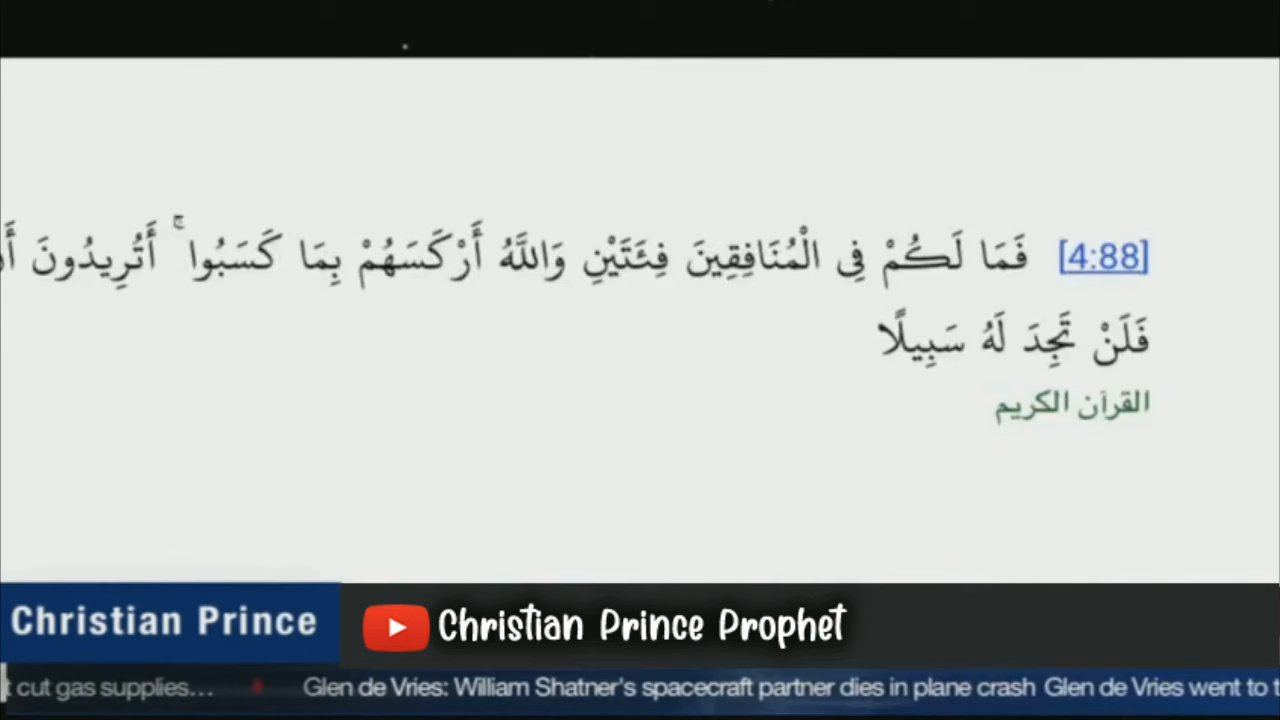 [4:88] فَمَا لَكُمْ فِى الْمُنَافِقِينَ فِئَتَيْنِ وَاللَّهُ أَرْكَسَهُمْ بِمَا كَسَبُوا ۚ أَتُرِيدُونَ
فَلَنْ تَجِدَ لَهُ سَبِيلًا
القرآن الكريم
Christian Prince
Christian Prince Prophet
t cut gas supplies... Glen de Vries: William Shatner's spacecraft partner dies in plane crash Glen de Vries went to t